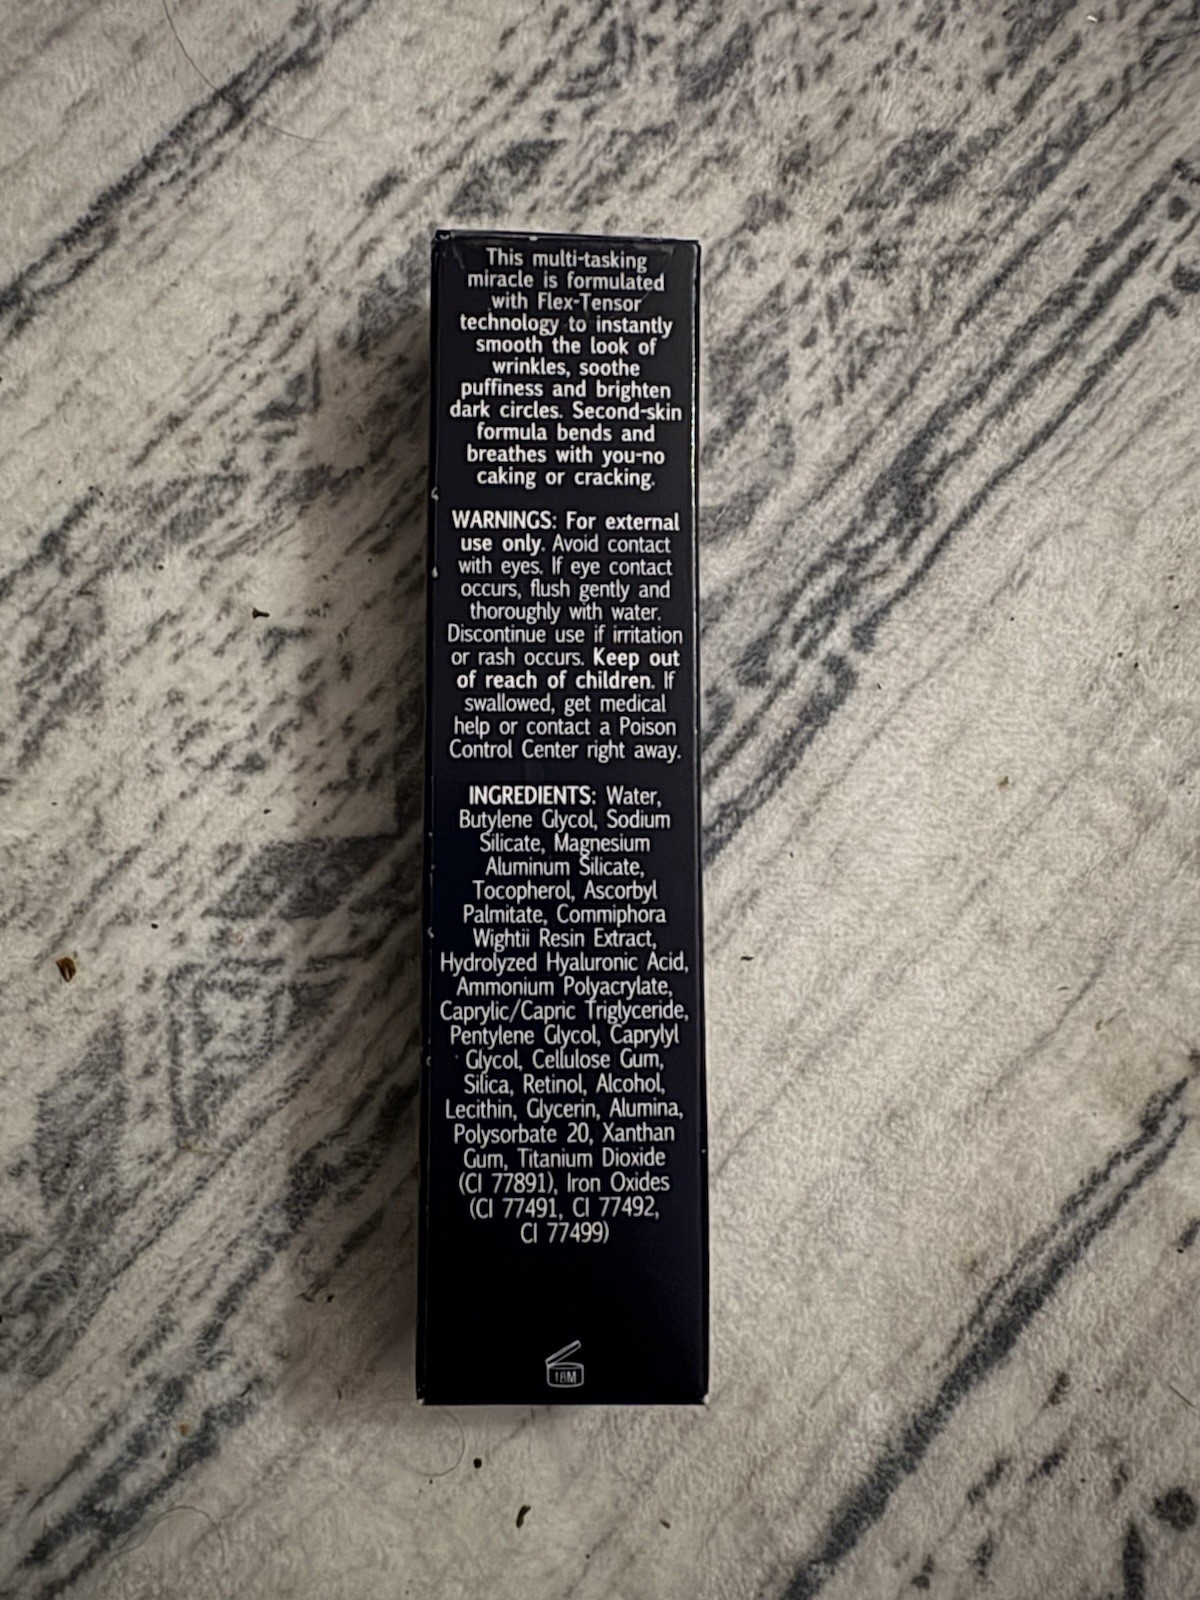 This multi-tasking
miracle is formulated
with Flex-Tensor
technology to instantly
smooth the look of
wrinkles, soothe
puffiness and brighten
dark circles. Second-skin
formula bends and
breathes with you-no
caking or cracking.
WARNINGS: For external
use only. Avoid contact
with eyes. If eye contact
occurs, flush gently and
thoroughly with water.
Discontinue use if irritation
or rash occurs. Keep out
of reach of children. If
swallowed, get medical
help or contact a Poison
Control Center right away.
INGREDIENTS: Water,
Butylene Glycol, Sodium
Silicate, Magnesium
Aluminum Silicate,
Tocopherol, Ascorbyl
Palmitate, Commiphora
Wightii Resin Extract,
Hydrolyzed Hyaluronic Acid,
Ammonium Polyacrylate,
Caprylic/Capric Triglyceride,
Pentylene Glycol, Caprylyl
Glycol, Cellulose Gum,
Silica, Retinol, Alcohol,
Lecithin, Glycerin, Alumina,
Polysorbate 20, Xanthan
Gum, Titanium Dioxide
(CI 77891), Iron Oxides
(CI 77491, CI 77492,
CI 77499)